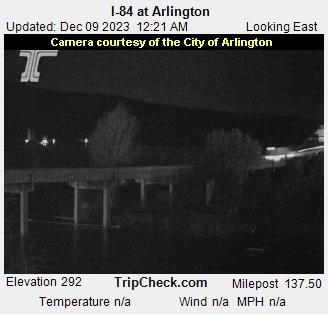 I-84 at Arlington
Updated: Dec 09 2023 12:21 AM Looking East
Camera courtesy of the City of Arlington
Elevation 292 TripCheck.com Milepost 137.50
Temperature n/a Wind n/a MPH n/a